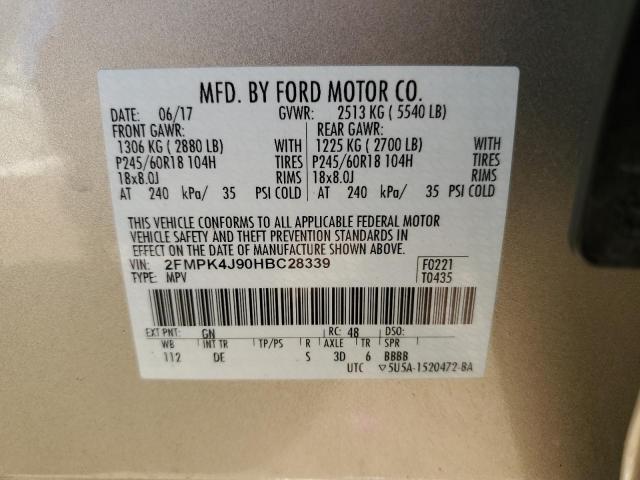 MFD. BY FORD MOTOR CO.
DATE: 06/17 GVWR: 2513 KG ( 5540 LB)
FRONT GAWR: REAR GAWR:
1306 KG ( 2880 LB) WITH 1225 KG ( 2700 LB) WITH
P245/60R18 104H TIRES P245/60R18 104H TIRES
18x8.0J RIMS 18x8.0J RIMS
AT 240 kPa/ 35 PSI COLD AT 240 kPa/ 35 PSI COLD
THIS VEHICLE CONFORMS TO ALL APPLICABLE FEDERAL MOTOR
VEHICLE SAFETY AND THEFT PREVENTION STANDARDS IN
EFFECT ON THE DATE OF MANUFACTURE SHOWN ABOVE.
VIN: 2FMPK4J90HBC28339 F0221
TYPE: MPV T0435
EXT PNT: GN RC: 48 DSO:
WB INT TR TP/PS R AXLE TR SPR
112 DE S 3D 6 BBBB
UTC ▽5U5A-1520472-BA